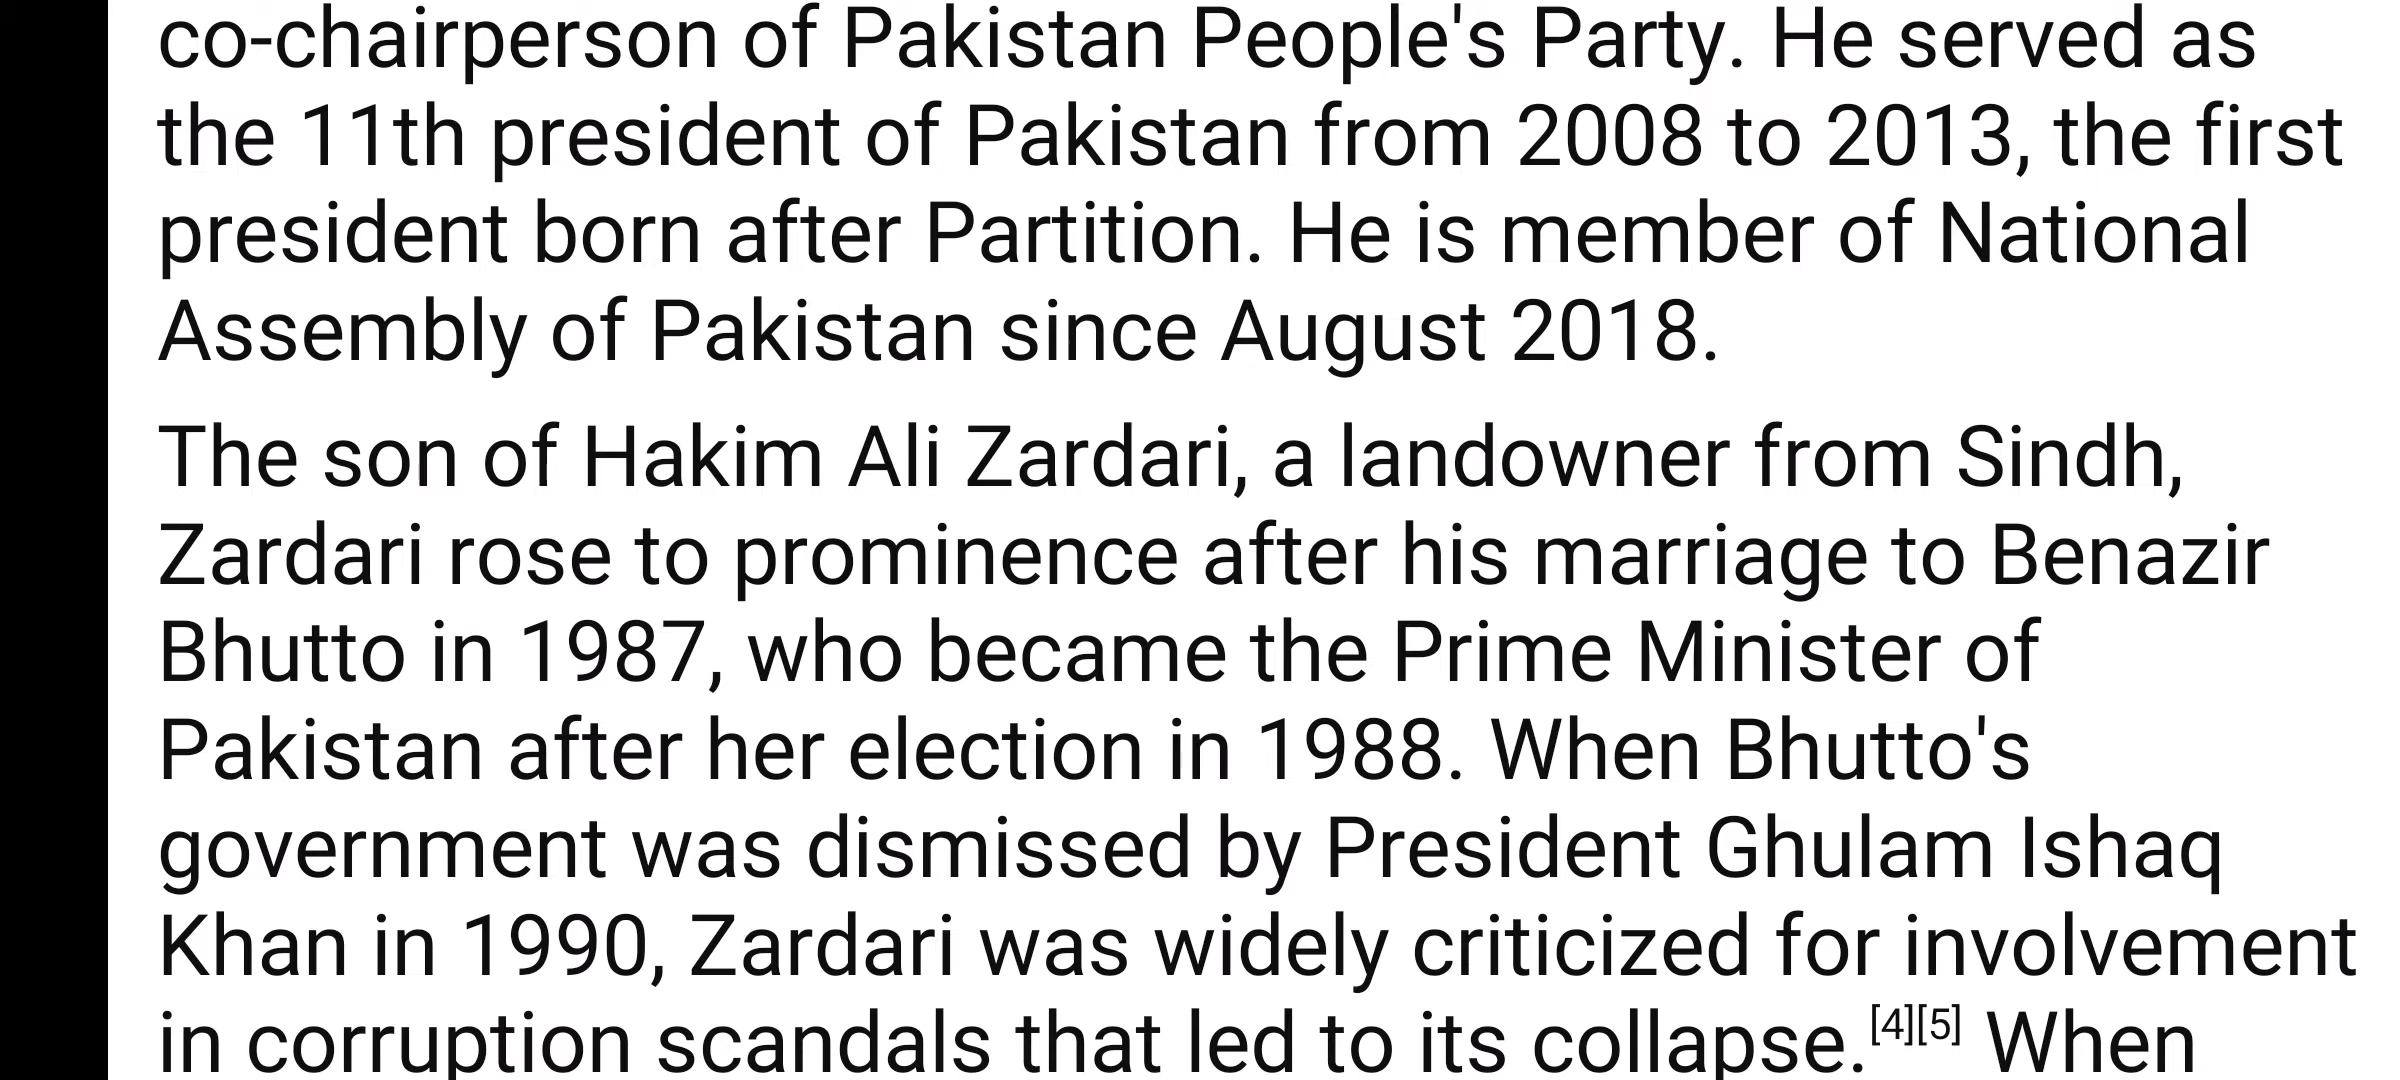 co-chairperson of Pakistan People's Party. He served as
the 11th president of Pakistan from 2008 to 2013, the first
president born after Partition. He is member of National
Assembly of Pakistan since August 2018.
The son of Hakim Ali Zardari, a landowner from Sindh,
Zardari rose to prominence after his marriage to Benazir
Bhutto in 1987, who became the Prime Minister of
Pakistan after her election in 1988. When Bhutto's
government was dismissed by President Ghulam Ishaq
Khan in 1990, Zardari was widely criticized for involvement
in corruption scandals that led to its collapse.[4][5] When